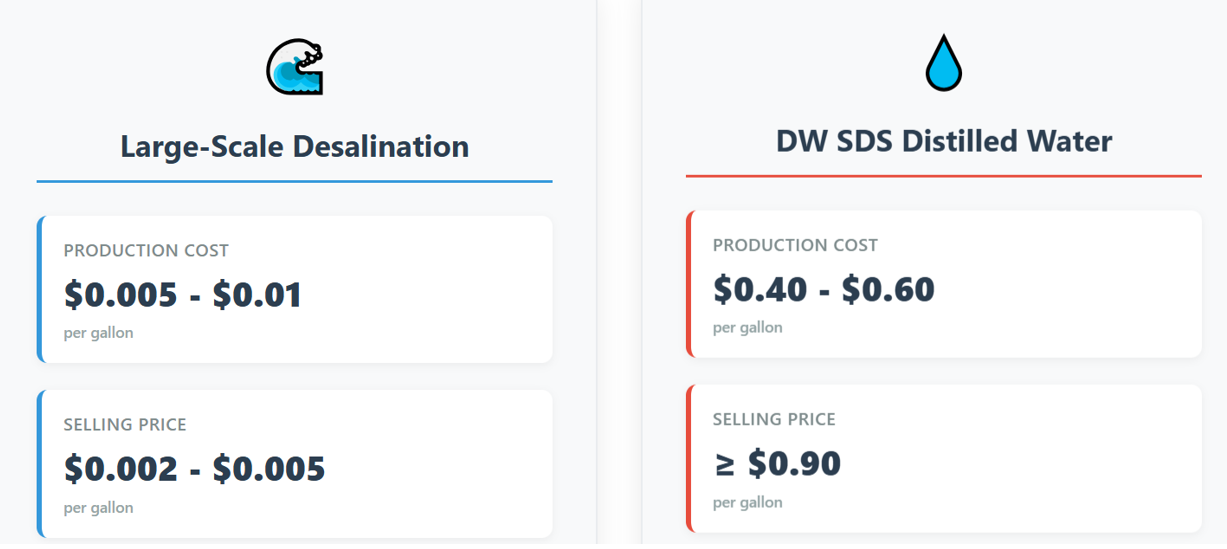 Large-Scale Desalination
PRODUCTION COST
$0.005 - $0.01
per gallon
SELLING PRICE
$0.002 - $0.005
per gallon
DW SDS Distilled Water
PRODUCTION COST
$0.40 - $0.60
per gallon
SELLING PRICE
≥ $0.90
per gallon